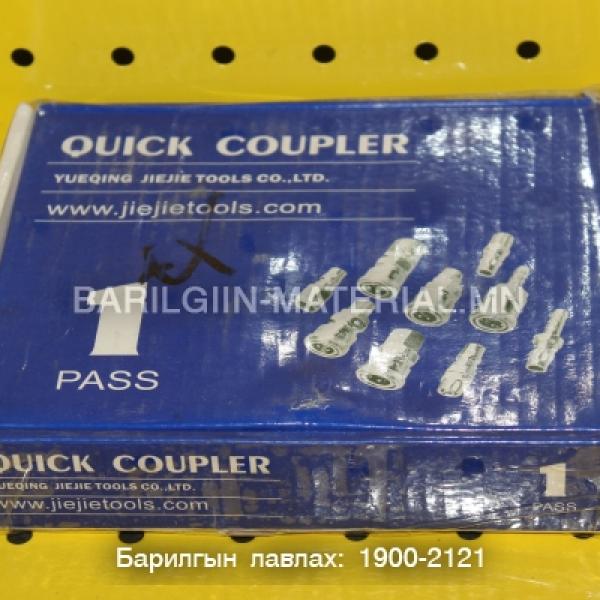 QUICK COUPLER
YUEQING JIEJIE TOOLS CO.,LTD.
www.jiejietools.com
BARILGIIN-MATERIAL.MN
1
PASS
QUICK COUPLER
YUEQING JIEJIE TOOLS CO.,LTD.
www.jiejietools.com
1
PASS
Барилгын лавлах: 1900-2121